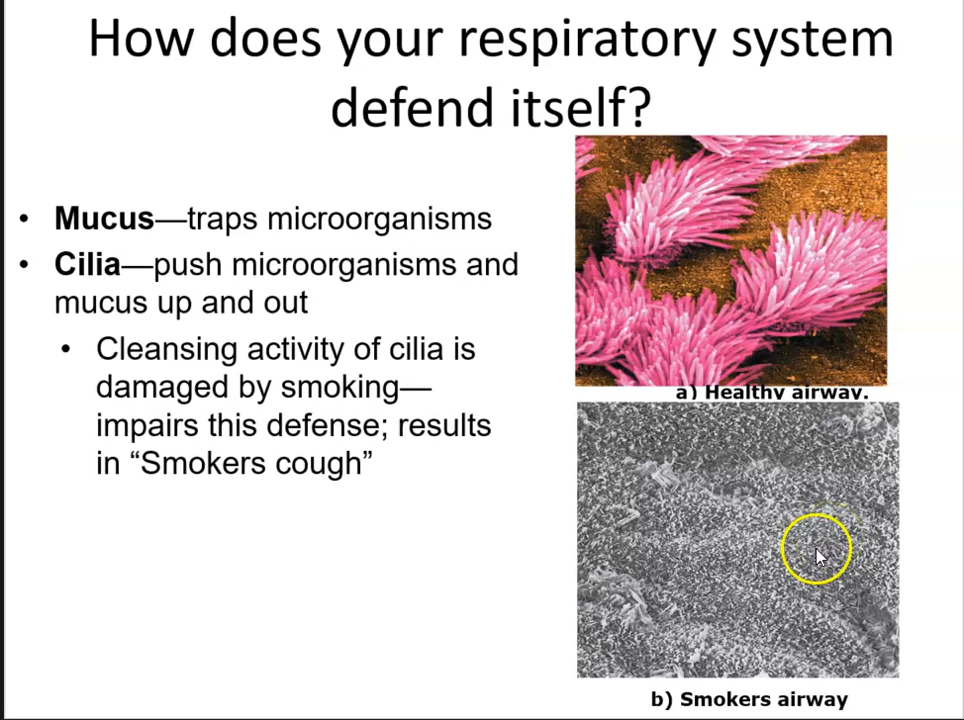 How does your respiratory system
defend itself?
• Mucus—traps microorganisms
• Cilia—push microorganisms and
mucus up and out
• Cleansing activity of cilia is
damaged by smoking—
impairs this defense; results
in “Smokers cough”
a) Healthy airway.
b) Smokers airway